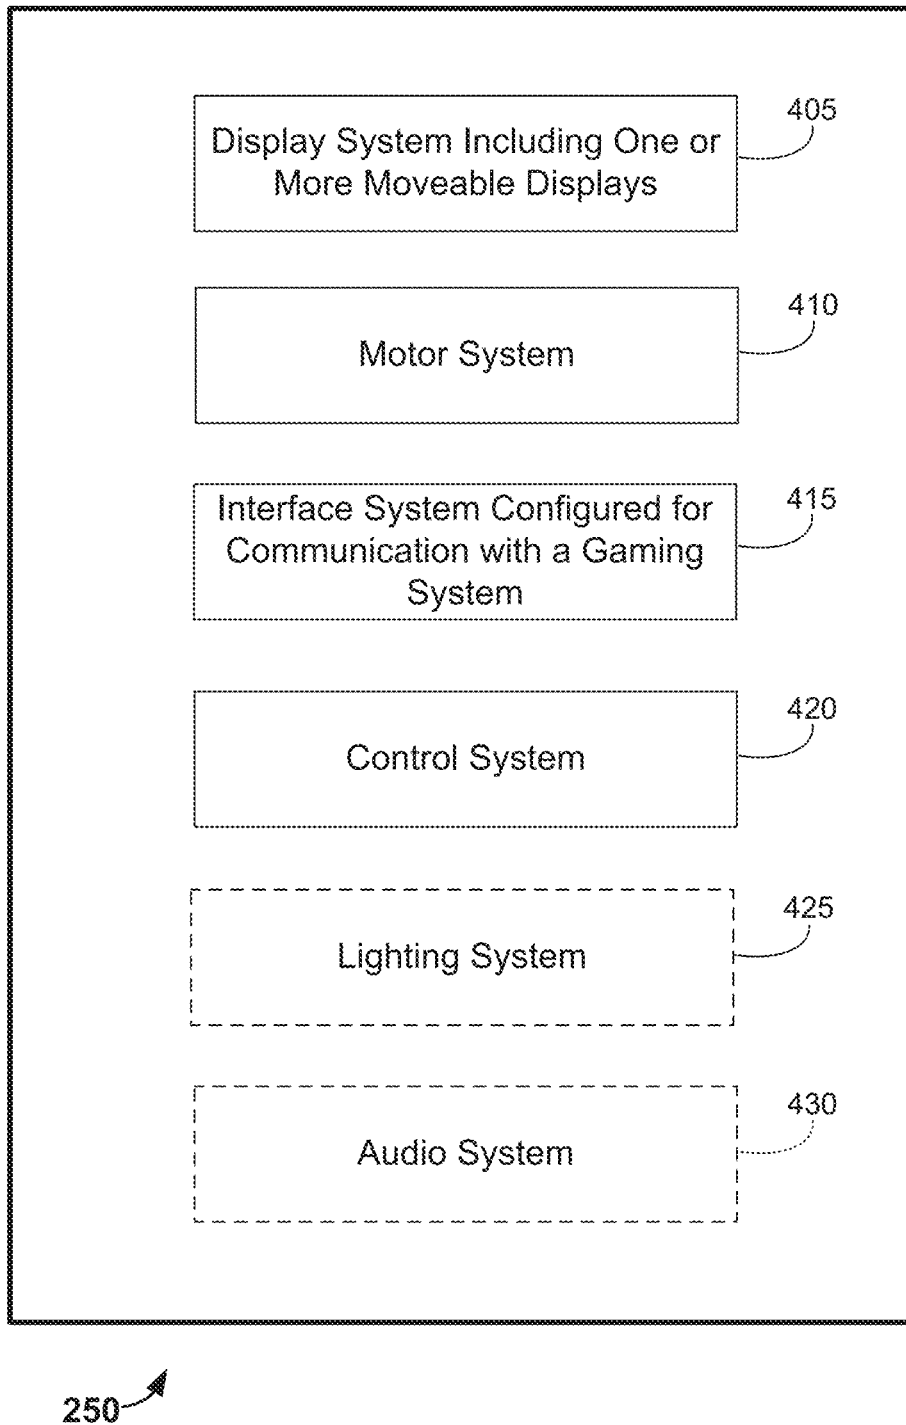 405
Display System Including One or
More Moveable Displays
410
Motor System
415
Interface System Configured for
Communication with a Gaming
System
420
Control System
425
Lighting System
430
Audio System
250